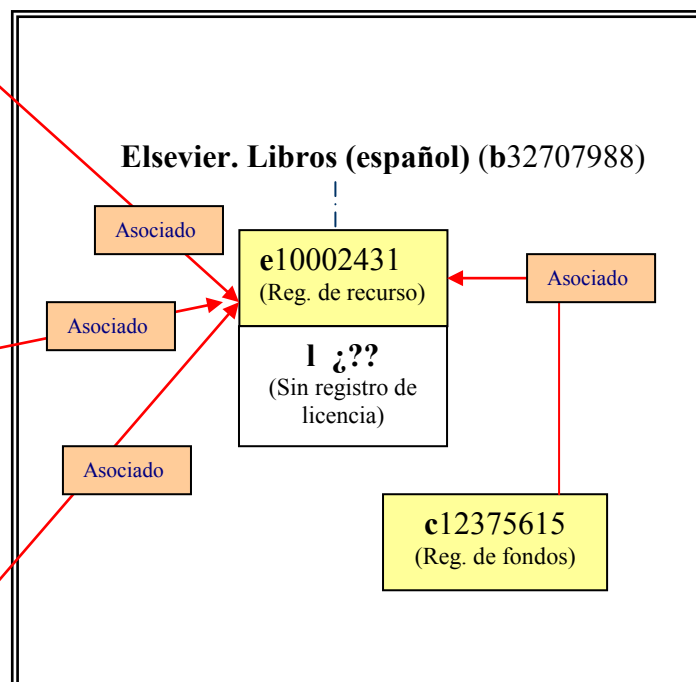 Elsevier. Libros (español) (b32707988)
Asociado
e10002431
(Reg. de recurso)
Asociado
Asociado
l ¿??
(Sin registro de
licencia)
Asociado
c12375615
(Reg. de fondos)